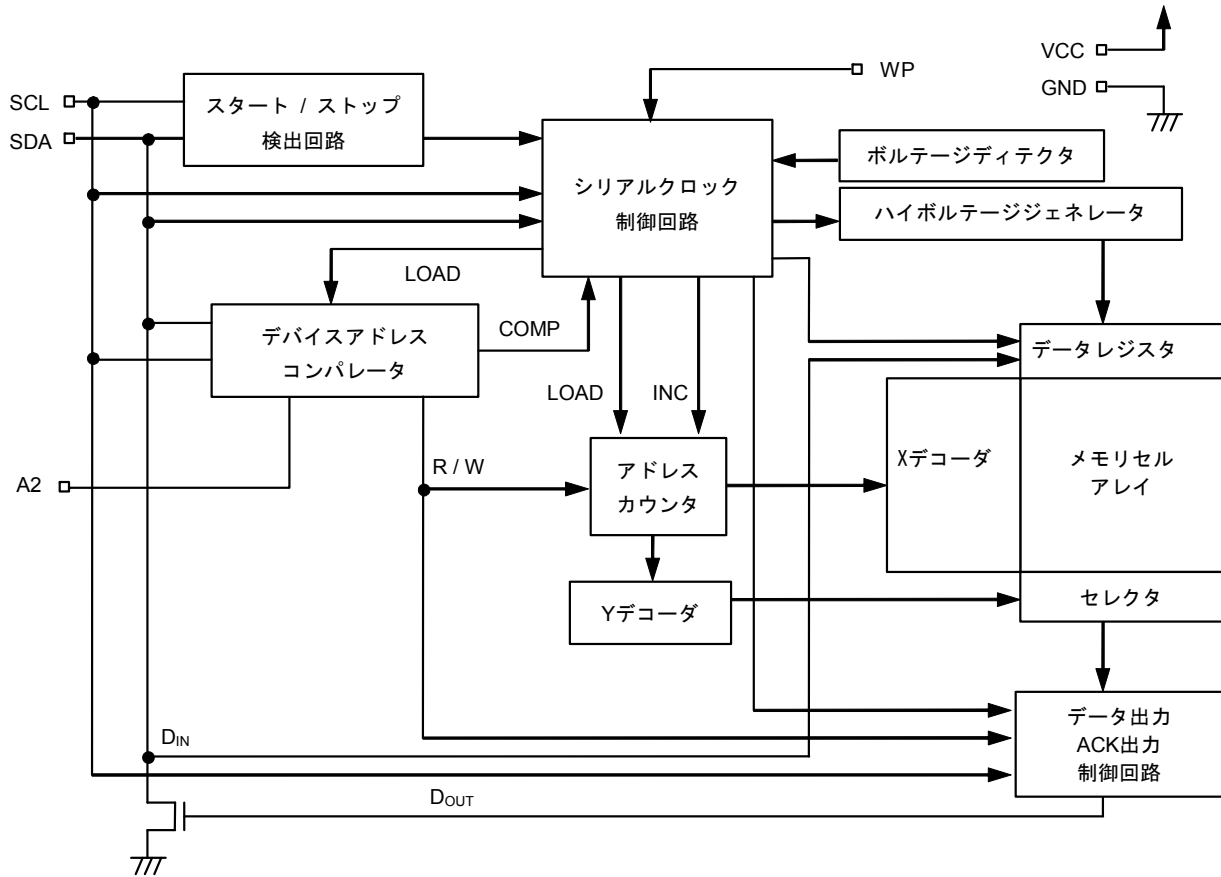 VCC
WP
GND
SCL
SDA
スタート / ストップ
検出回路
ボルテージディテクタ
シリアルクロック
制御回路
ハイボルテージジェネレータ
LOAD
デバイスアドレス
コンパレータ
COMP
データレジスタ
LOAD
INC
R / W
A2
アドレス
カウンタ
Xデコーダ
メモリセル
アレイ
Yデコーダ
セレクタ
データ出力
ACK出力
制御回路
DIN
DOUT